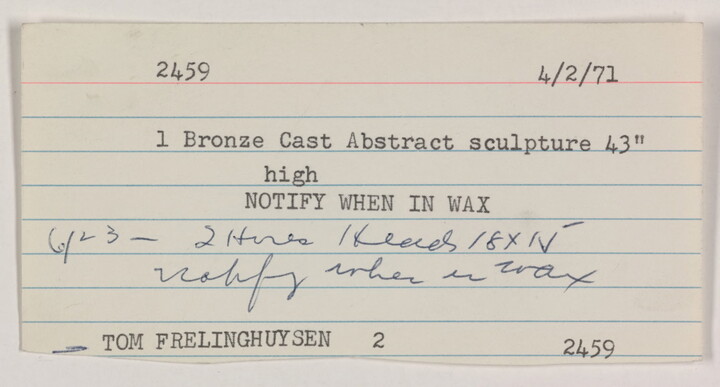 2459 4/2/71
1 Bronze Cast Abstract sculpture 43"
high
NOTIFY WHEN IN WAX
6/23 – 2 Horse Heads 18 x 15
Notify when in wax
TOM FRELINGHUYSEN 2 2459